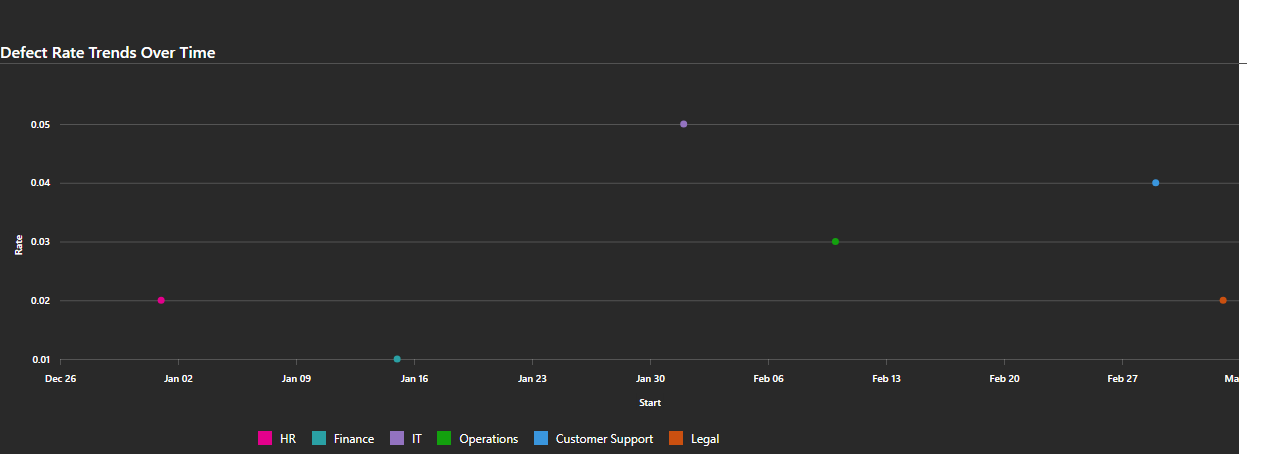 Defect Rate Trends Over Time
0.05
0.04
0.03
0.02
0.01
Rate
Dec 26 Jan 02 Jan 09 Jan 16 Jan 23 Jan 30 Feb 06 Feb 13 Feb 20 Feb 27 Ma
Start
HR Finance IT Operations Customer Support Legal